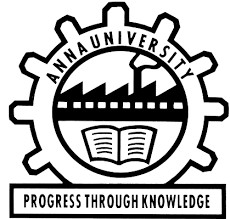 ANNA UNIVERSITY
PROGRESS THROUGH KNOWLEDGE